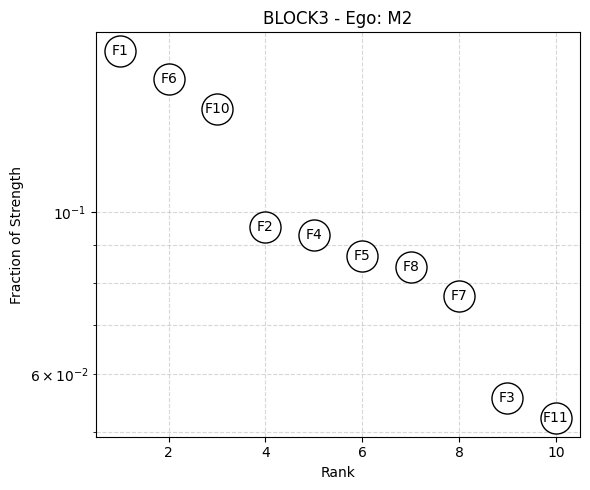 BLOCK3 - Ego: M2
Fraction of Strength
10⁻¹
6 × 10⁻²
F1
F6
F10
F2
F4
F5
F8
F7
F3
F11
2 4 6 8 10
Rank